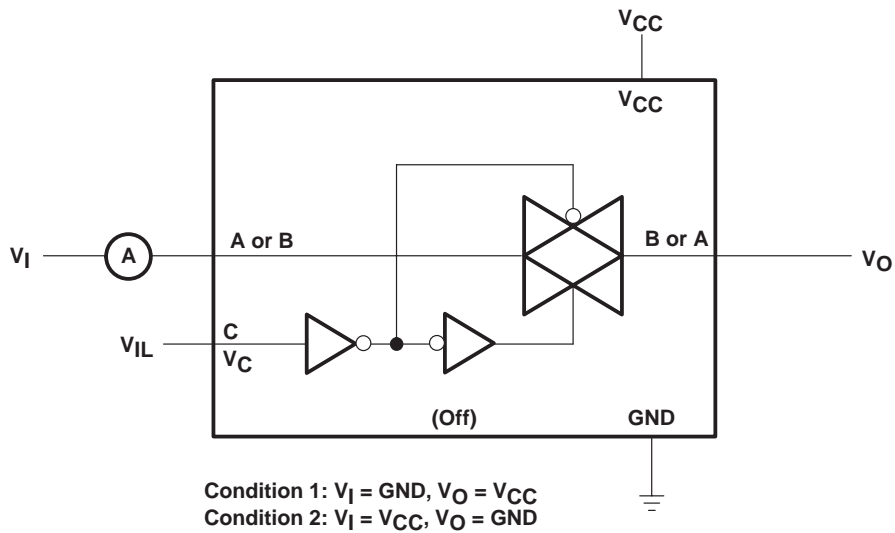 VCC
VCC
VI
A
A or B
B or A
VO
VIL
C
VC
(Off)
GND
Condition 1: VI = GND, VO = VCC
Condition 2: VI = VCC, VO = GND